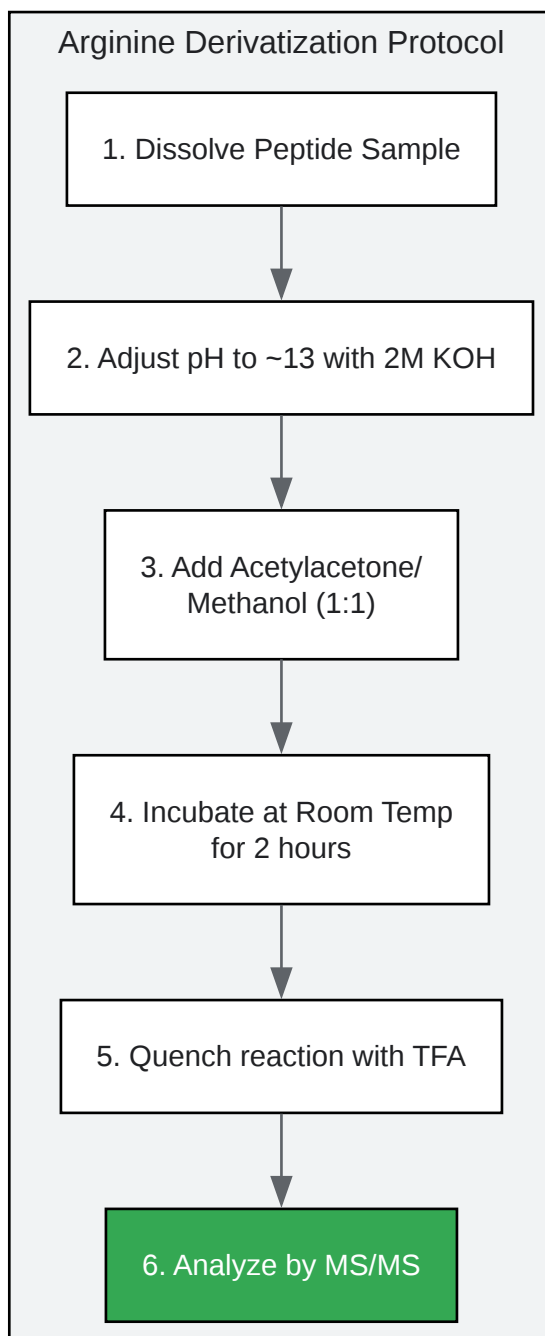 Arginine Derivatization Protocol
1. Dissolve Peptide Sample
2. Adjust pH to ~13 with 2M KOH
3. Add Acetylacetone/
Methanol (1:1)
4. Incubate at Room Temp
for 2 hours
5. Quench reaction with TFA
6. Analyze by MS/MS